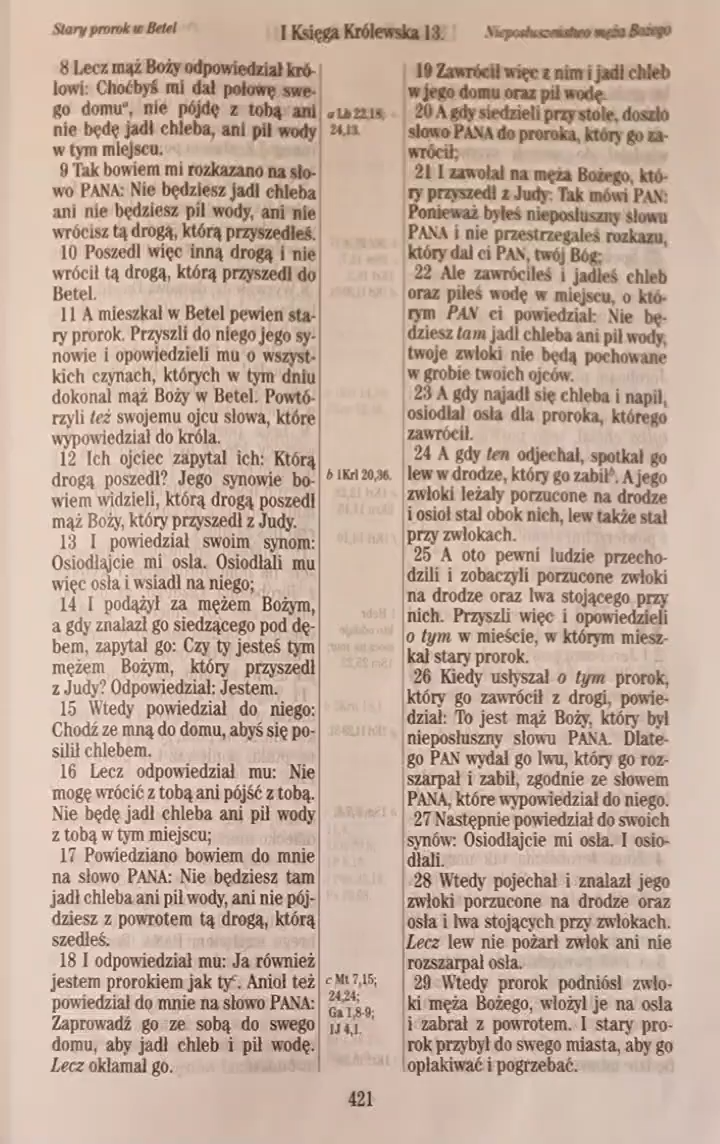 Stary prorok w Betel
I Księga Królewska 13.
Nieposłuszeństwo męża Bożego
8 Lecz mąż Boży odpowiedział kró-
lowi: Choćbyś mi dał połowę swe-
go domuª, nie pójdę z tobą ani
nie będę jadł chleba, ani pił wody
w tym miejscu.
9 Tak bowiem mi rozkazano na sło-
wo PANA: Nie będziesz jadł chleba
ani nie będziesz pił wody, ani nie
wrócisz tą drogą, którą przyszedłeś.
10 Poszedł więc inną drogą i nie
wrócił tą drogą, którą przyszedł do
Betel.
11 A mieszkał w Betel pewien sta-
ry prorok. Przyszli do niego jego sy-
nowie i opowiedzieli mu o wszyst-
kich czynach, których w tym dniu
dokonał mąż Boży w Betel. Powtó-
rzyli też swojemu ojcu słowa, które
wypowiedział do króla.
12 Ich ojciec zapytał ich: Którą
drogą poszedł? Jego synowie bo-
wiem widzieli, którą drogą poszedł
mąż Boży, który przyszedł z Judy.
13 I powiedział swoim synom:
Osiodłajcie mi osła. Osiodłali mu
więc osła i wsiadł na niego;
14 I podążył za mężem Bożym,
a gdy znalazł go siedzącego pod dę-
bem, zapytał go: Czy ty jesteś tym
mężem Bożym, który przyszedł
z Judy? Odpowiedział: Jestem.
15 Wtedy powiedział do niego:
Chodź ze mną do domu, abyś się po-
silił chlebem.
16 Lecz odpowiedział mu: Nie
mogę wrócić z tobą ani pójść z tobą.
Nie będę jadł chleba ani pił wody
z tobą w tym miejscu;
17 Powiedziano bowiem do mnie
na słowo PANA: Nie będziesz tam
jadł chleba ani pił wody, ani nie pój-
dziesz z powrotem tą drogą, którą
szedłeś.
18 I odpowiedział mu: Ja również
jestem prorokiem jak tyᶜ. Anioł też
powiedział do mnie na słowo PANA:
Zaprowadź go ze sobą do swego
domu, aby jadł chleb i pił wodę.
Lecz okłamał go.
a Lb 22,18;
24,13.
b 1Krl 20,36.
c Mt 7,15;
24,24;
Ga 1,8-9;
1J 4,1.
19 Zawrócił więc z nim i jadł chleb
w jego domu oraz pił wodę.
20 A gdy siedzieli przy stole, doszło
słowo PANA do proroka, który go za-
wrócił;
21 I zawołał na męża Bożego, któ-
ry przyszedł z Judy: Tak mówi PAN:
Ponieważ byłeś nieposłuszny słowu
PANA i nie przestrzegałeś rozkazu,
który dał ci PAN, twój Bóg;
22 Ale zawróciłeś i jadłeś chleb
oraz piłeś wodę w miejscu, o któ-
rym PAN ci powiedział: Nie bę-
dziesz tam jadł chleba ani pił wody,
twoje zwłoki nie będą pochowane
w grobie twoich ojców.
23 A gdy najadł się chleba i napił,
osiodłał osła dla proroka, którego
zawrócił.
24 A gdy ten odjechał, spotkał go
lew w drodze, który go zabiłᵇ. A jego
zwłoki leżały porzucone na drodze
i osioł stał obok nich, lew także stał
przy zwłokach.
25 A oto pewni ludzie przecho-
dzili i zobaczyli porzucone zwłoki
na drodze oraz lwa stojącego przy
nich. Przyszli więc i opowiedzieli
o tym w mieście, w którym miesz-
kał stary prorok.
26 Kiedy usłyszał o tym prorok,
który go zawrócił z drogi, powie-
dział: To jest mąż Boży, który był
nieposłuszny słowu PANA. Dlate-
go PAN wydał go lwu, który go roz-
szarpał i zabił, zgodnie ze słowem
PANA, które wypowiedział do niego.
27 Następnie powiedział do swoich
synów: Osiodłajcie mi osła. I osio-
dłali.
28 Wtedy pojechał i znalazł jego
zwłoki porzucone na drodze oraz
osła i lwa stojących przy zwłokach.
Lecz lew nie pożarł zwłok ani nie
rozszarpał osła.
29 Wtedy prorok podniósł zwło-
ki męża Bożego, włożył je na osła
i zabrał z powrotem. I stary pro-
rok przybył do swego miasta, aby go
opłakiwać i pogrzebać.
421